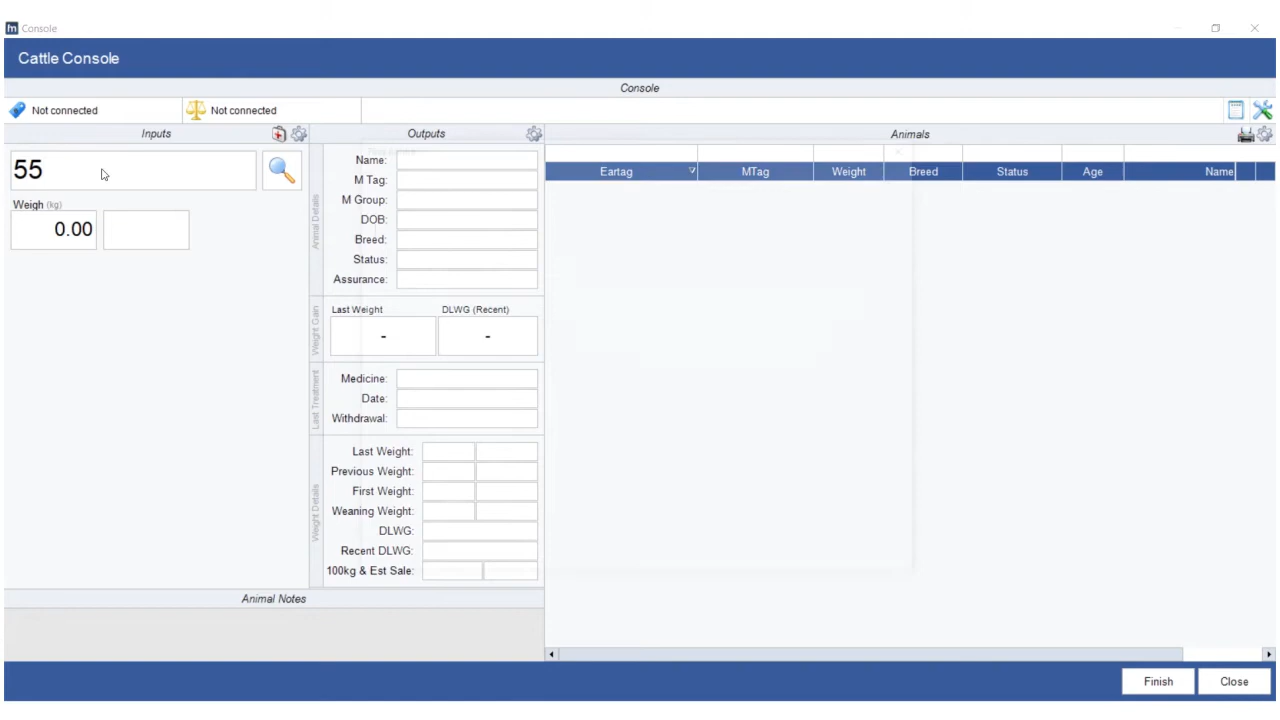 Console
Cattle Console
Console
Not connected
Not connected
Inputs
Outputs
Animals
55
Weigh (kg)
0.00
Animal Details
Name:
M Tag:
M Group:
DOB:
Breed:
Status:
Assurance:
Weight Gain
Last Weight
DLWG (Recent)
-
-
Last Treatment
Medicine:
Date:
Withdrawal:
Weight Details
Last Weight:
Previous Weight:
First Weight:
Weaning Weight:
DLWG:
Recent DLWG:
100kg & Est Sale:
Eartag
MTag
Weight
Breed
Status
Age
Name
Animal Notes
Finish
Close